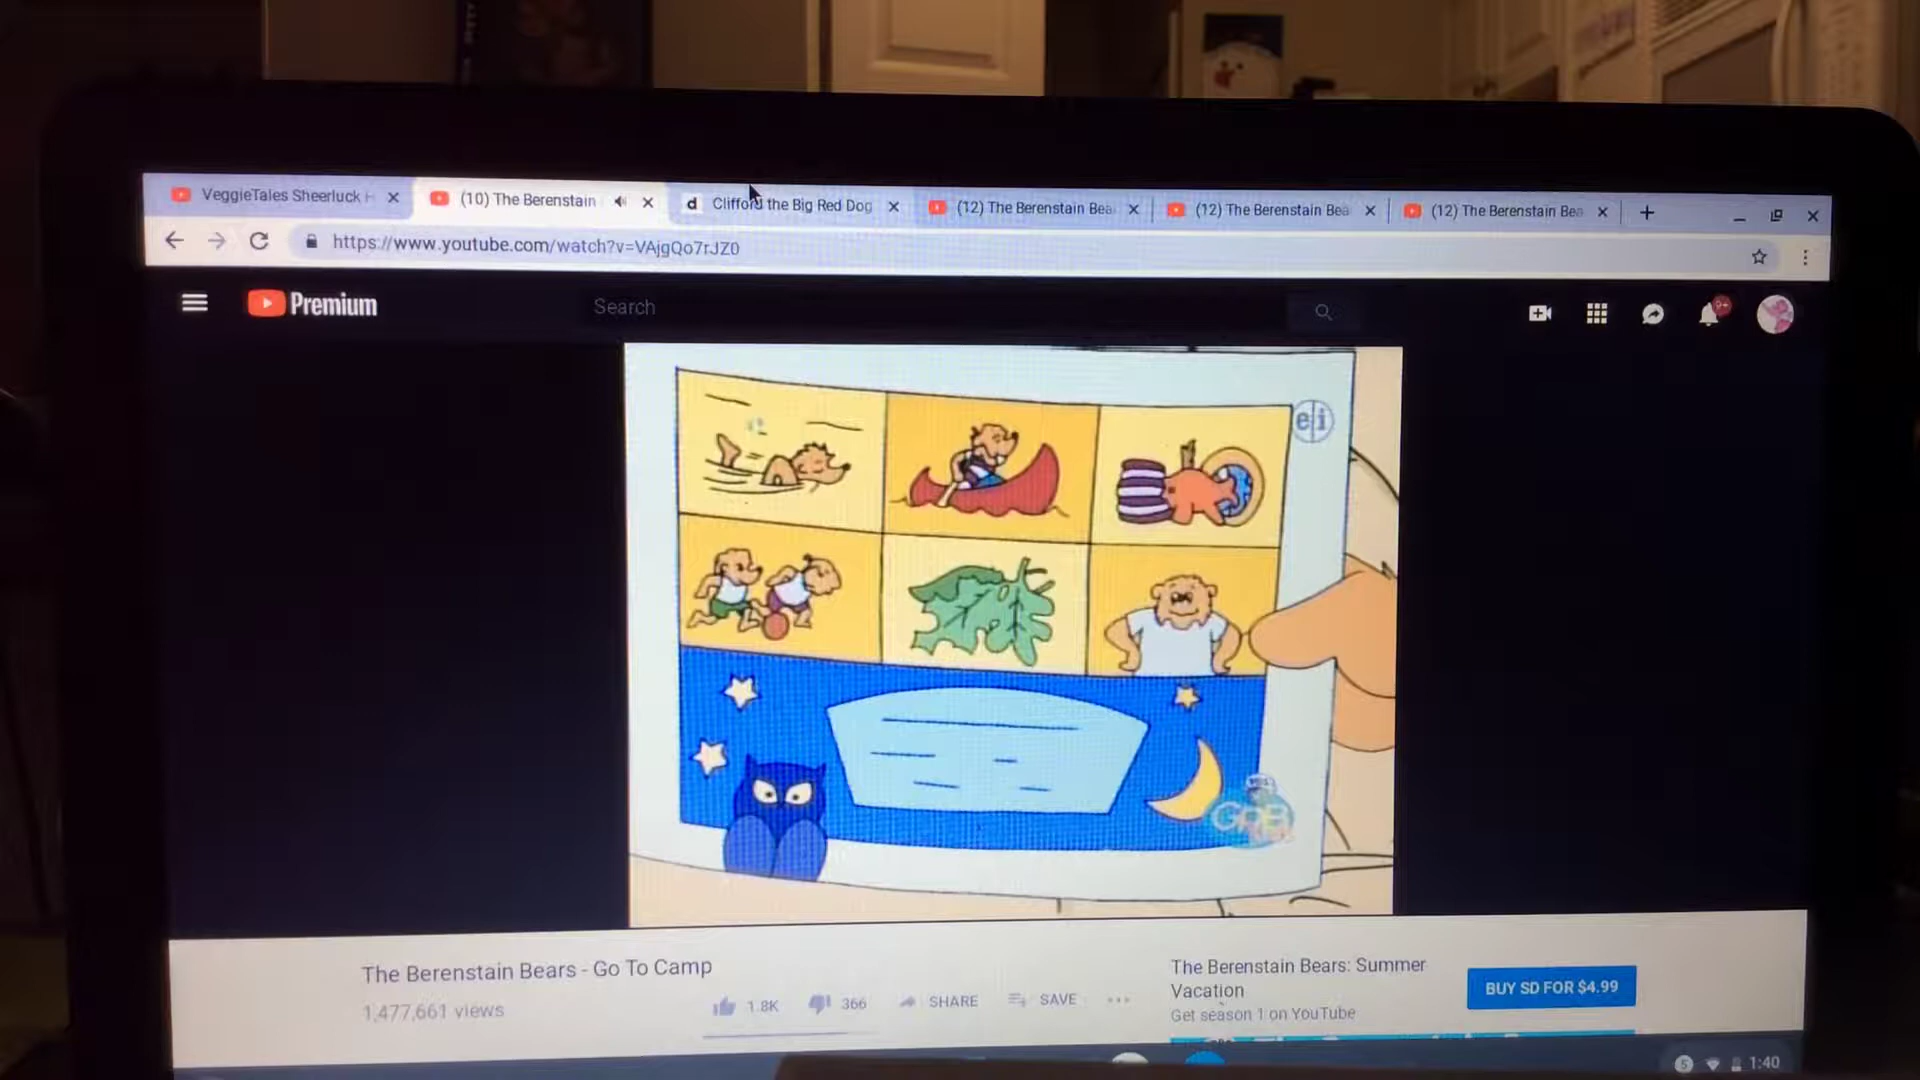 VeggieTales Sheerluck H
(10) The Berenstain
Clifford the Big Red Dog
(12) The Berenstain Bea
(12) The Berenstain Bea
(12) The Berenstain Bea
https://www.youtube.com/watch?v=VAjgQo7rJZ0
Premium
Search
9+
e/i
The Berenstain Bears - Go To Camp
1,477,661 views
1.8K
366
SHARE
SAVE
The Berenstain Bears: Summer
Vacation
Get season 1 on YouTube
BUY SD FOR $4.99
5
1:40